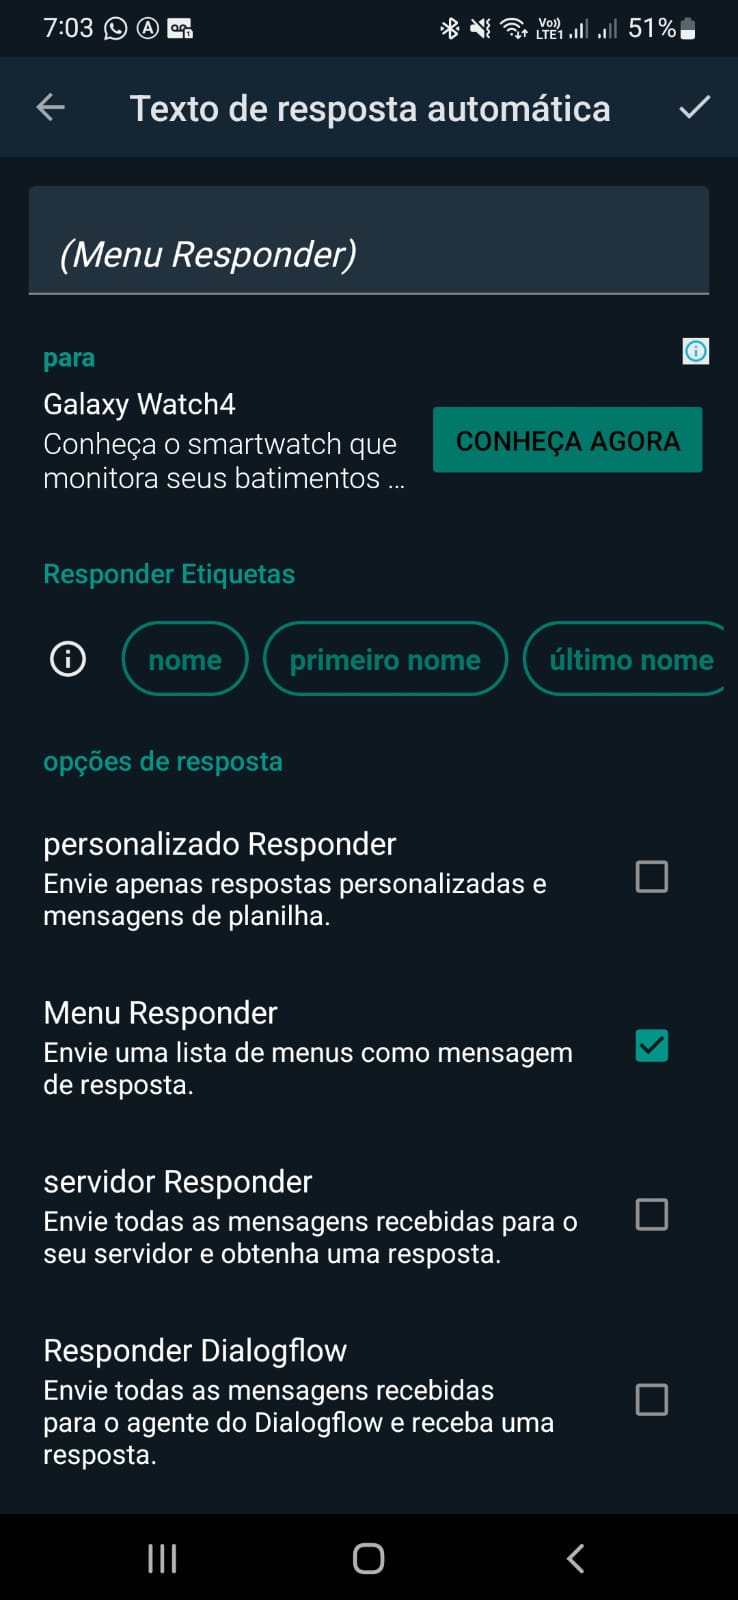 7:03
Vo))
LTE1
51%
Texto de resposta automática
(Menu Responder)
para
Galaxy Watch4
Conheça o smartwatch que
monitora seus batimentos ...
CONHEÇA AGORA
Responder Etiquetas
nome
primeiro nome
último nome
opções de resposta
personalizado Responder
Envie apenas respostas personalizadas e
mensagens de planilha.
Menu Responder
Envie uma lista de menus como mensagem
de resposta.
servidor Responder
Envie todas as mensagens recebidas para o
seu servidor e obtenha uma resposta.
Responder Dialogflow
Envie todas as mensagens recebidas
para o agente do Dialogflow e receba uma
resposta.